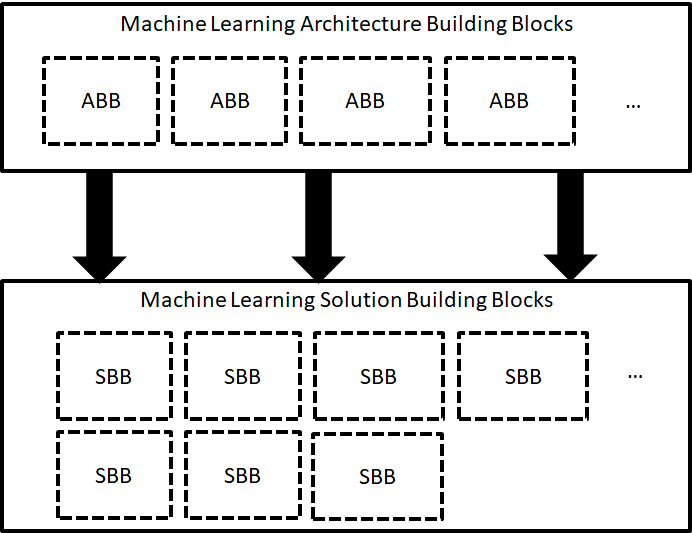 Machine Learning Architecture Building Blocks
ABB ABB ABB ABB ...
Machine Learning Solution Building Blocks
SBB SBB SBB SBB ...
SBB SBB SBB